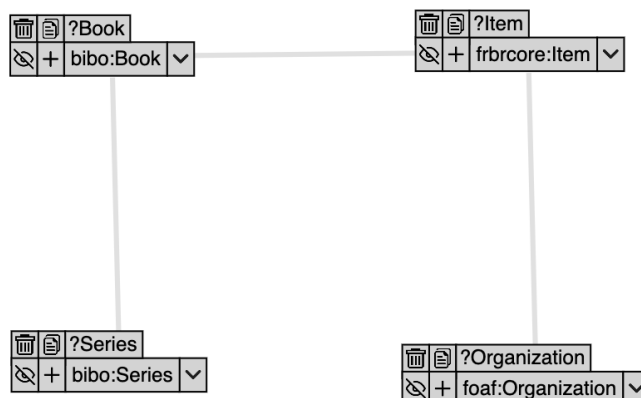 ?Book
bibo:Book
?Item
frbrcore:Item
?Series
bibo:Series
?Organization
foaf:Organization